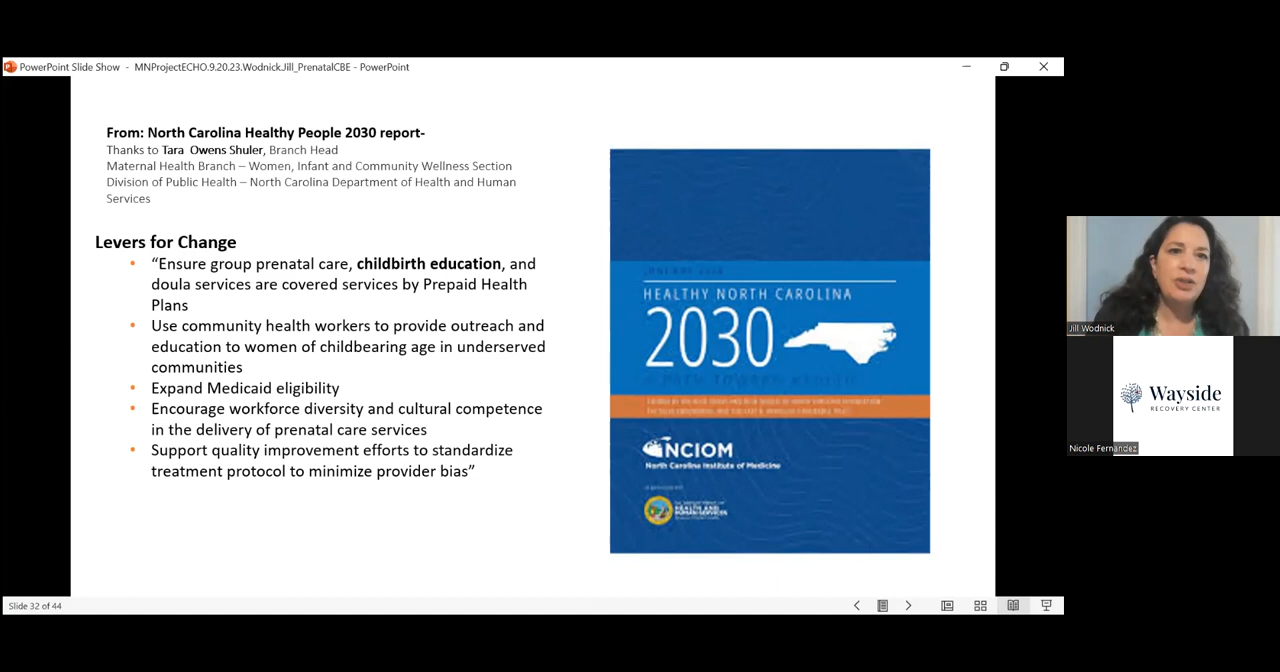 PowerPoint Slide Show - MNProjectECHO.9.20.23.Wodnick.Jill_PrenatalCBE - PowerPoint
From: North Carolina Healthy People 2030 report-
Thanks to Tara Owens Shuler, Branch Head
Maternal Health Branch – Women, Infant and Community Wellness Section
Division of Public Health – North Carolina Department of Health and Human
Services
Levers for Change
• “Ensure group prenatal care, childbirth education, and
doula services are covered services by Prepaid Health
Plans
• Use community health workers to provide outreach and
education to women of childbearing age in underserved
communities
• Expand Medicaid eligibility
• Encourage workforce diversity and cultural competence
in the delivery of prenatal care services
• Support quality improvement efforts to standardize
treatment protocol to minimize provider bias”
HEALTHY NORTH CAROLINA
2030
NCIOM
North Carolina Institute of Medicine
HEALTH AND
HUMAN SERVICES
Jill Wodnick
Wayside
RECOVERY CENTER
Nicole Fernandez
Slide 32 of 44